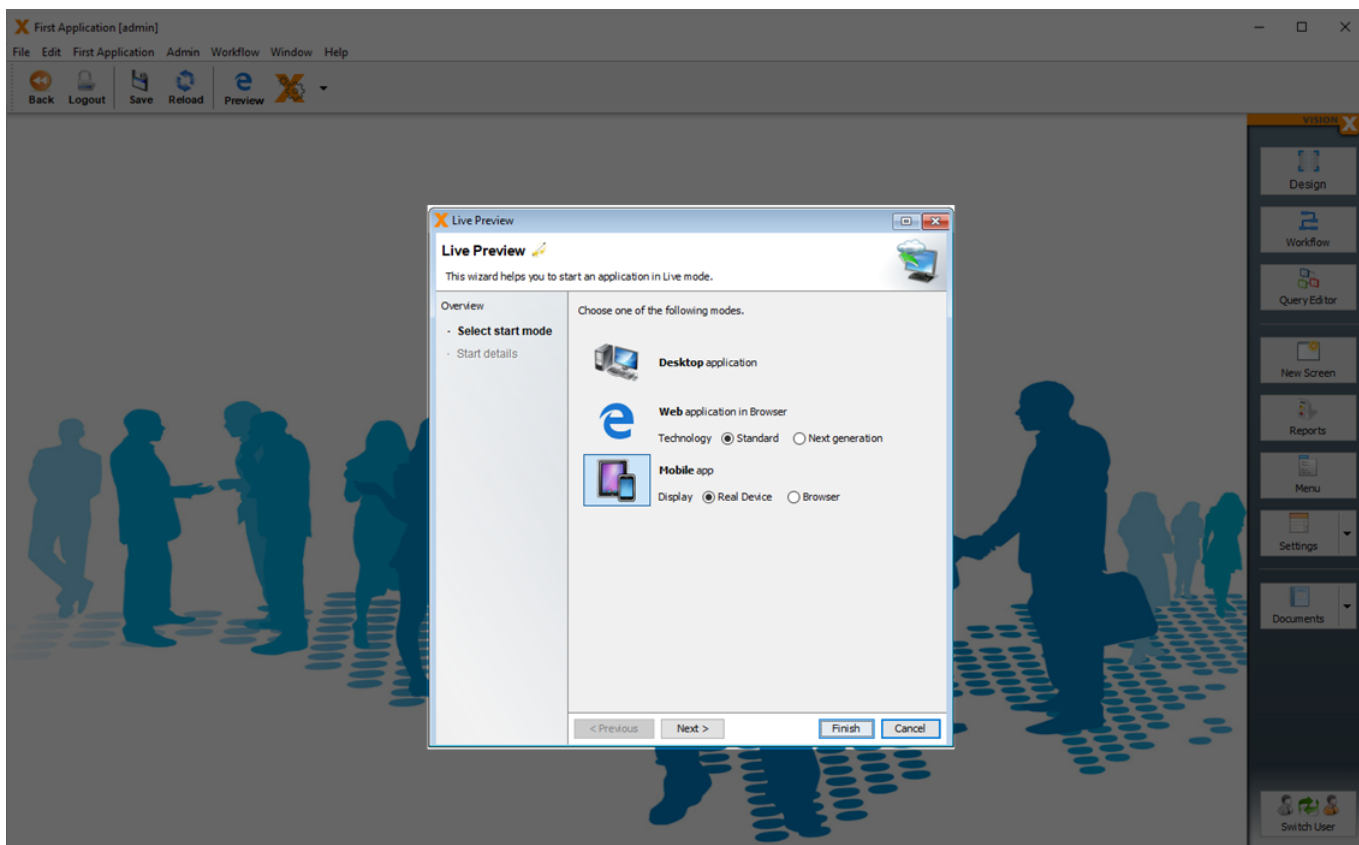 First Application [admin]
File Edit First Application Admin Workflow Window Help
Back Logout Save Reload Preview
VISION X
Design
Workflow
Query Editor
New Screen
Reports
Menu
Settings
Documents
Switch User
Live Preview
Live Preview
This wizard helps you to start an application in Live mode.
Overview
· Select start mode
· Start details
Choose one of the following modes.
Desktop application
Web application in Browser
Technology Standard Next generation
Mobile app
Display Real Device Browser
< Previous Next > Finish Cancel